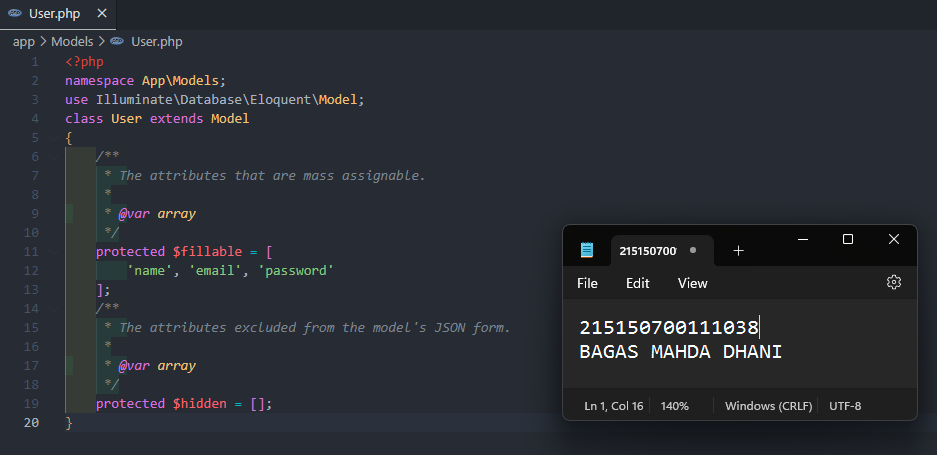 User.php
app > Models > User.php
1 <?php
2 namespace App\Models;
3 use Illuminate\Database\Eloquent\Model;
4 class User extends Model
5 {
6 /**
7 * The attributes that are mass assignable.
8 *
9 * @var array
10 */
11 protected $fillable = [
12 'name', 'email', 'password'
13 ];
14 /**
15 * The attributes excluded from the model's JSON form.
16 *
17 * @var array
18 */
19 protected $hidden = [];
20 }
215150700
File Edit View
215150700111038
BAGAS MAHDA DHANI
Ln 1, Col 16 140% Windows (CRLF) UTF-8